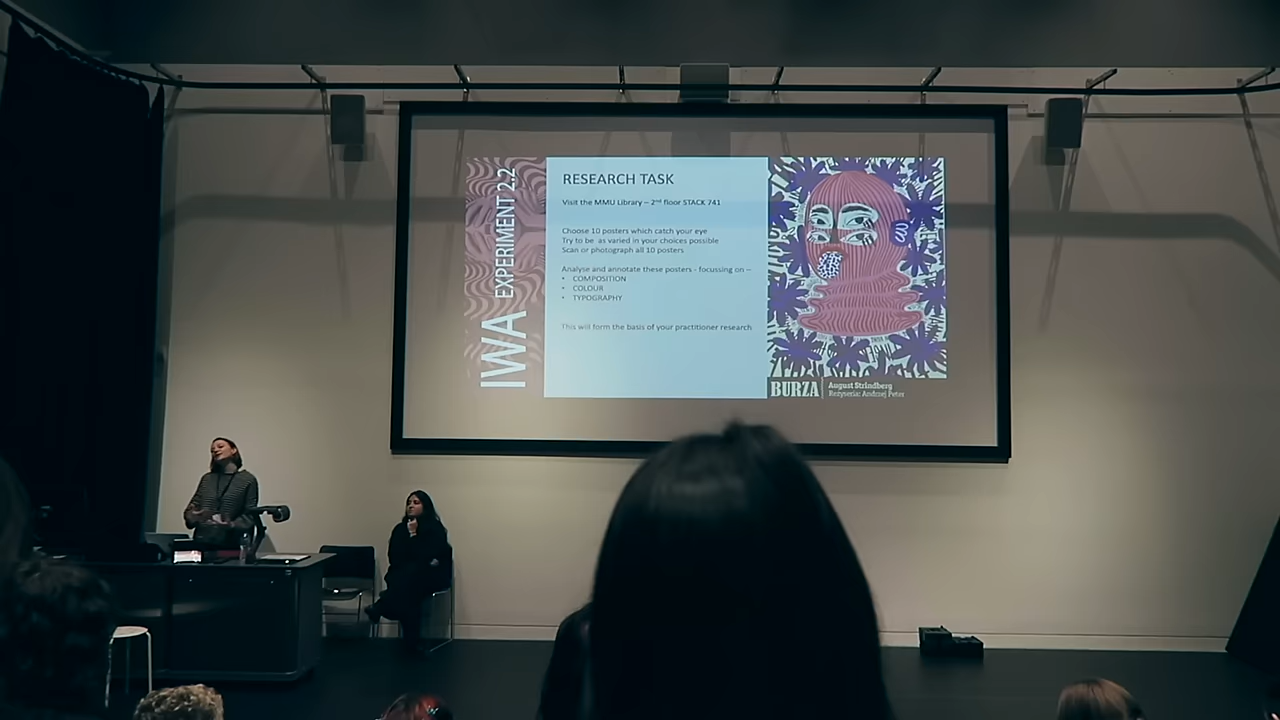 IWA EXPERIMENT 2.2
RESEARCH TASK
Visit the MMU Library – 2nd floor STACK 741
Choose 10 posters which catch your eye
Try to be as varied in your choices possible
Scan or photograph all 10 posters
Analyse and annotate these posters - focussing on –
• COMPOSITION
• COLOUR
• TYPOGRAPHY
This will form the basis of your practitioner research
BURZA
August Strindberg
Reżyseria: Andrzej Peter